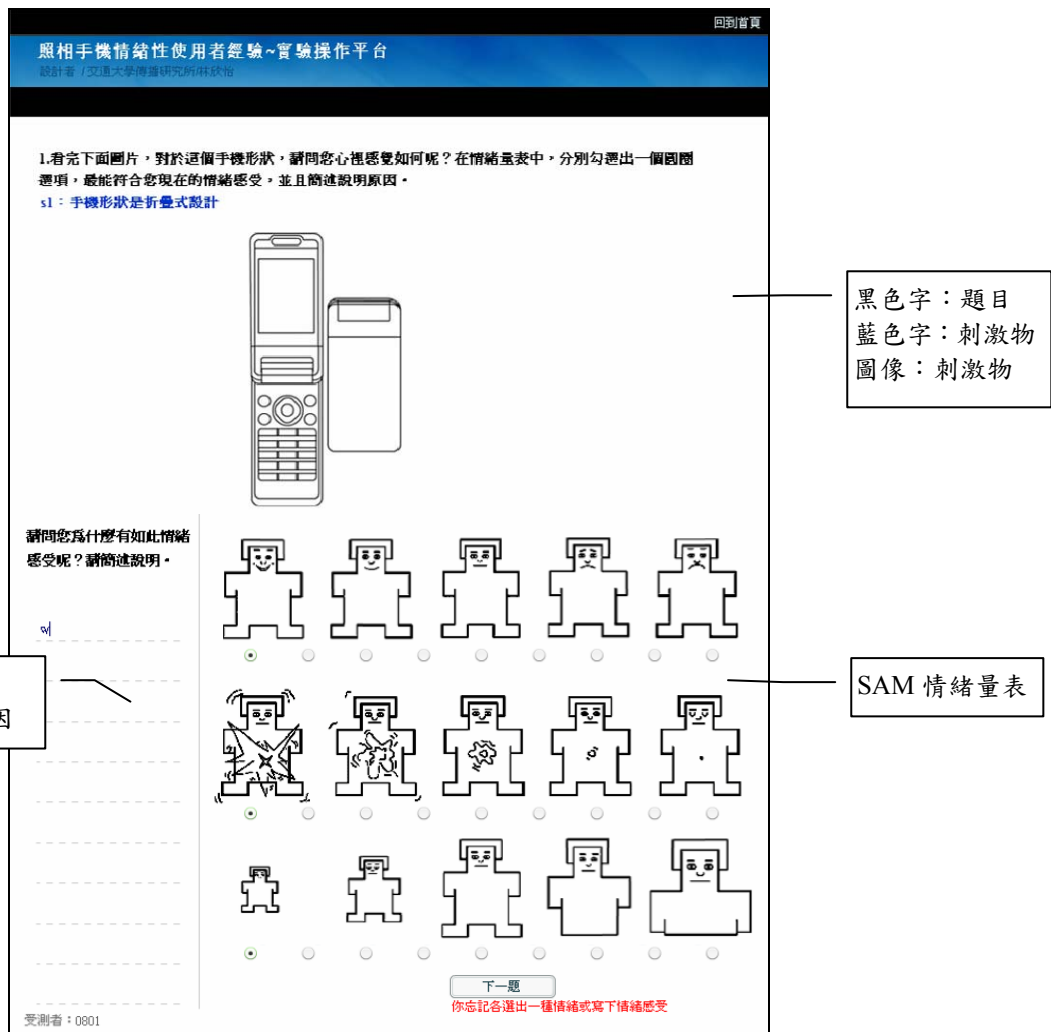 回到首頁
照相手機情緒性使用者經驗~實驗操作平台
設計者 / 交通大學傳播研究所林欣怡
1.看完下面圖片，對於這個手機形狀，請問您心裡感覺如何呢？在情緒量表中，分別勾選出一個圓圈
選項，最能符合您現在的情緒感受，並且簡述說明原因。
s1：手機形狀是折疊式設計
黑色字：題目
藍色字：刺激物
圖像：刺激物
請問您為什麼有如此情緒
感受呢？請簡述說明。
SAM 情緒量表
因
下一題
你忘記各選出一種情緒或寫下情緒感受
受測者：0801